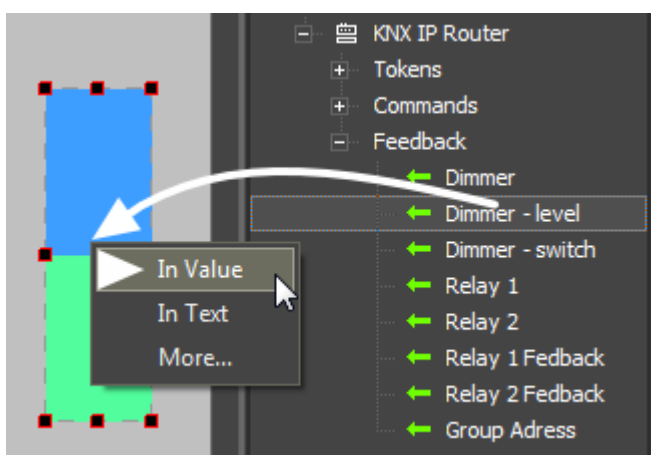 KNX IP Router
Tokens
Commands
Feedback
Dimmer
Dimmer - level
Dimmer - switch
Relay 1
Relay 2
Relay 1 Fedback
Relay 2 Fedback
Group Adress
In Value
In Text
More...